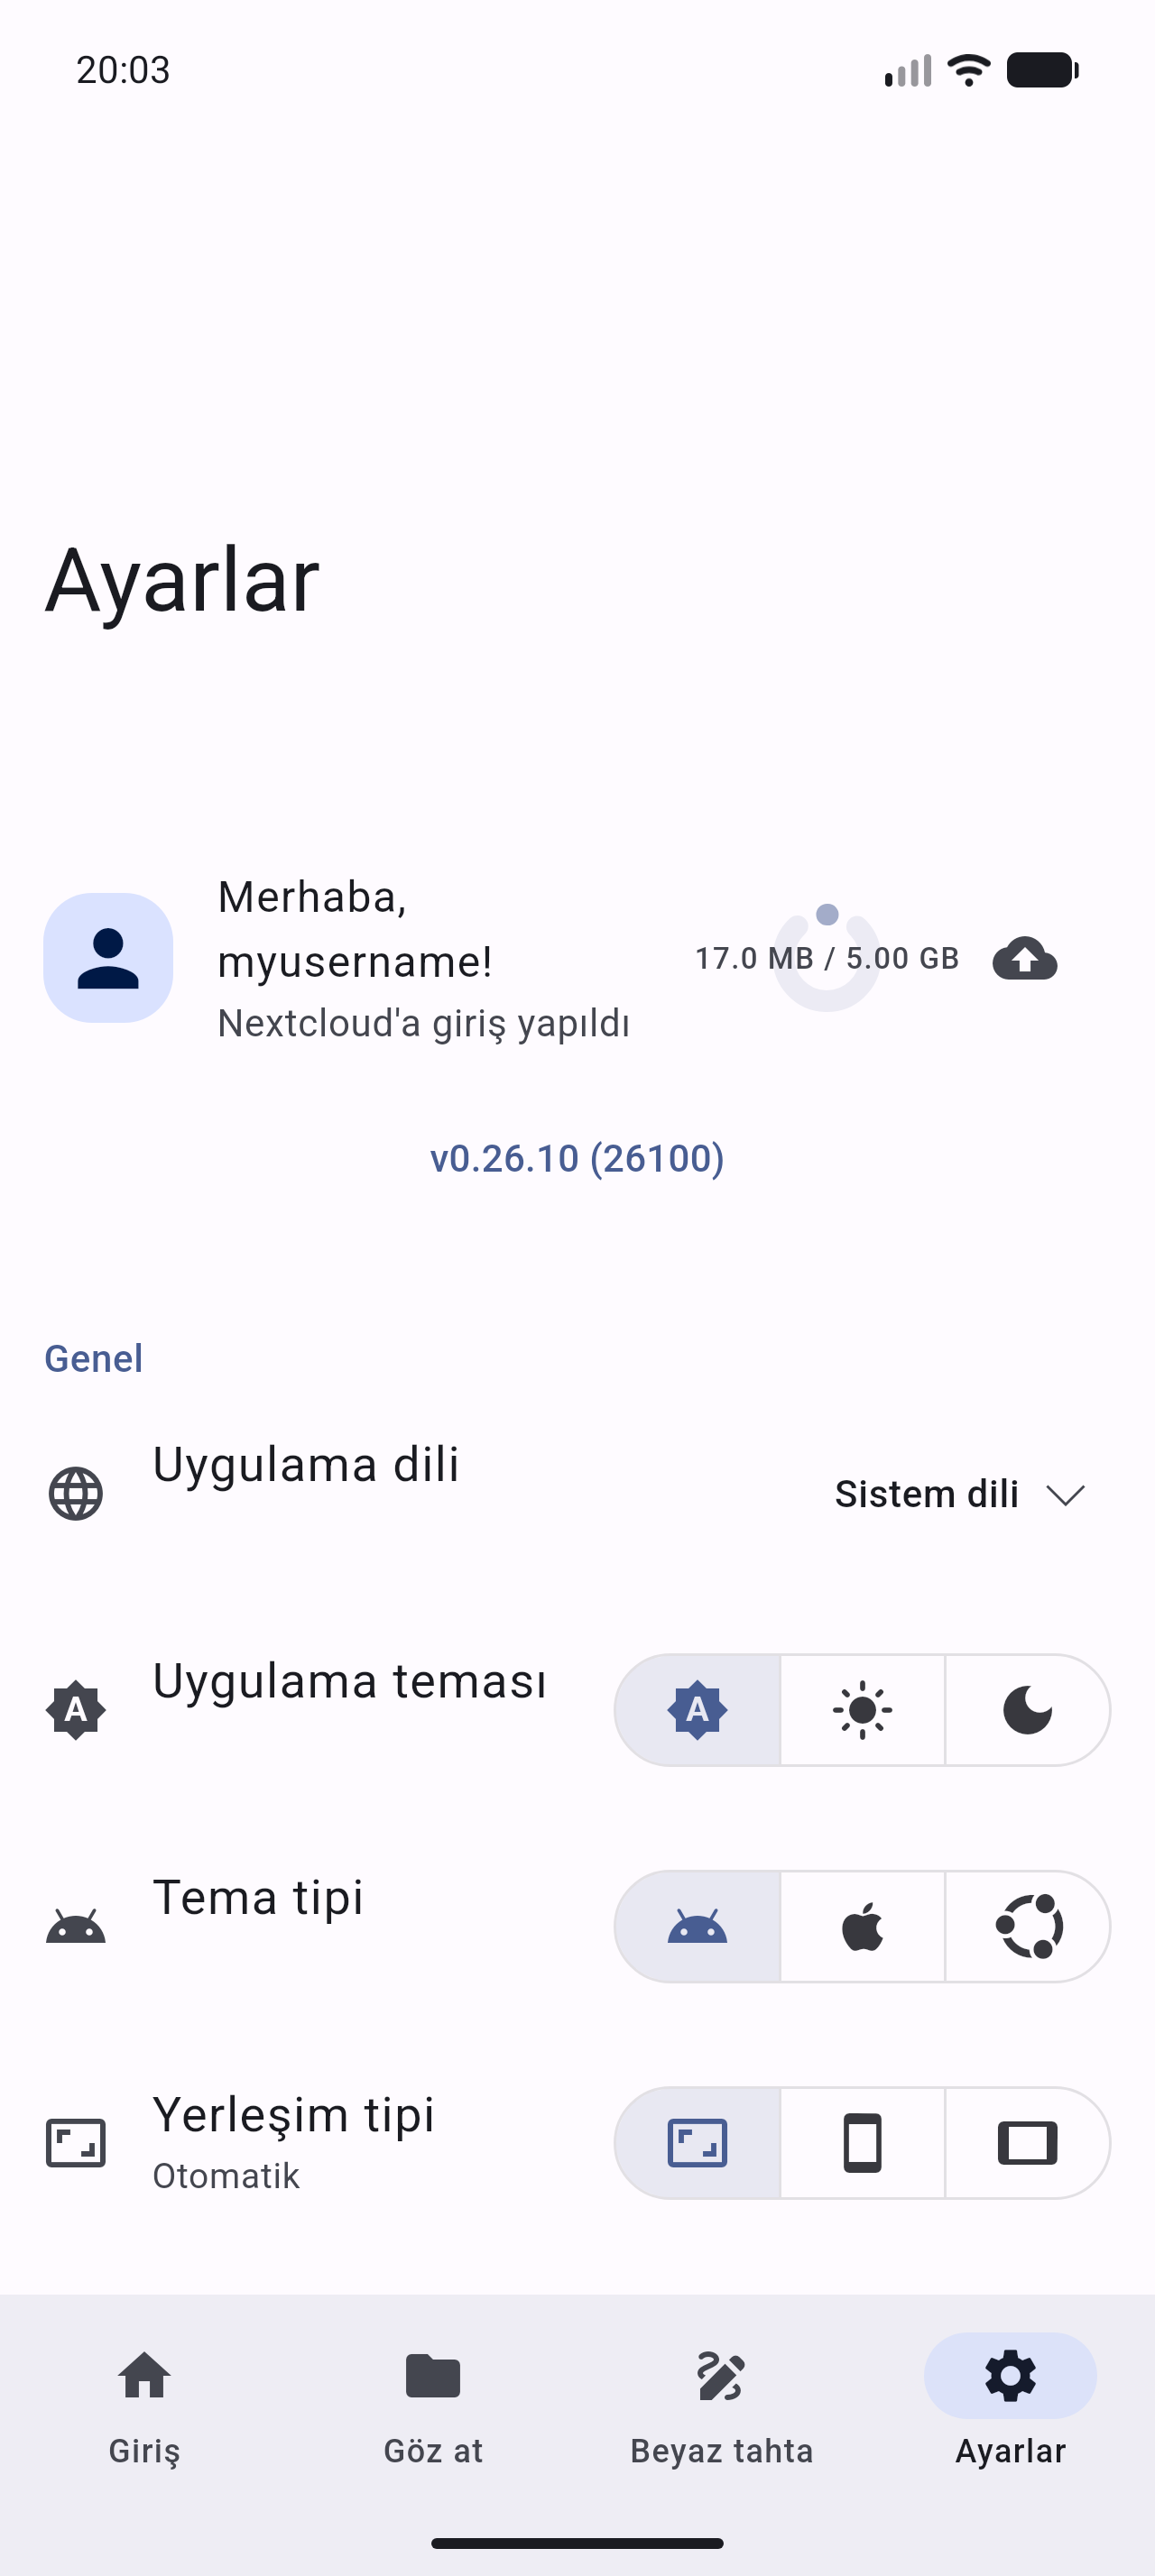 20:03
Ayarlar
Merhaba,
myusername!
Nextcloud'a giriş yapıldı
17.0 MB / 5.00 GB
v0.26.10 (26100)
Genel
Uygulama dili
Sistem dili
Uygulama teması
Tema tipi
Yerleşim tipi
Otomatik
Giriş
Göz at
Beyaz tahta
Ayarlar